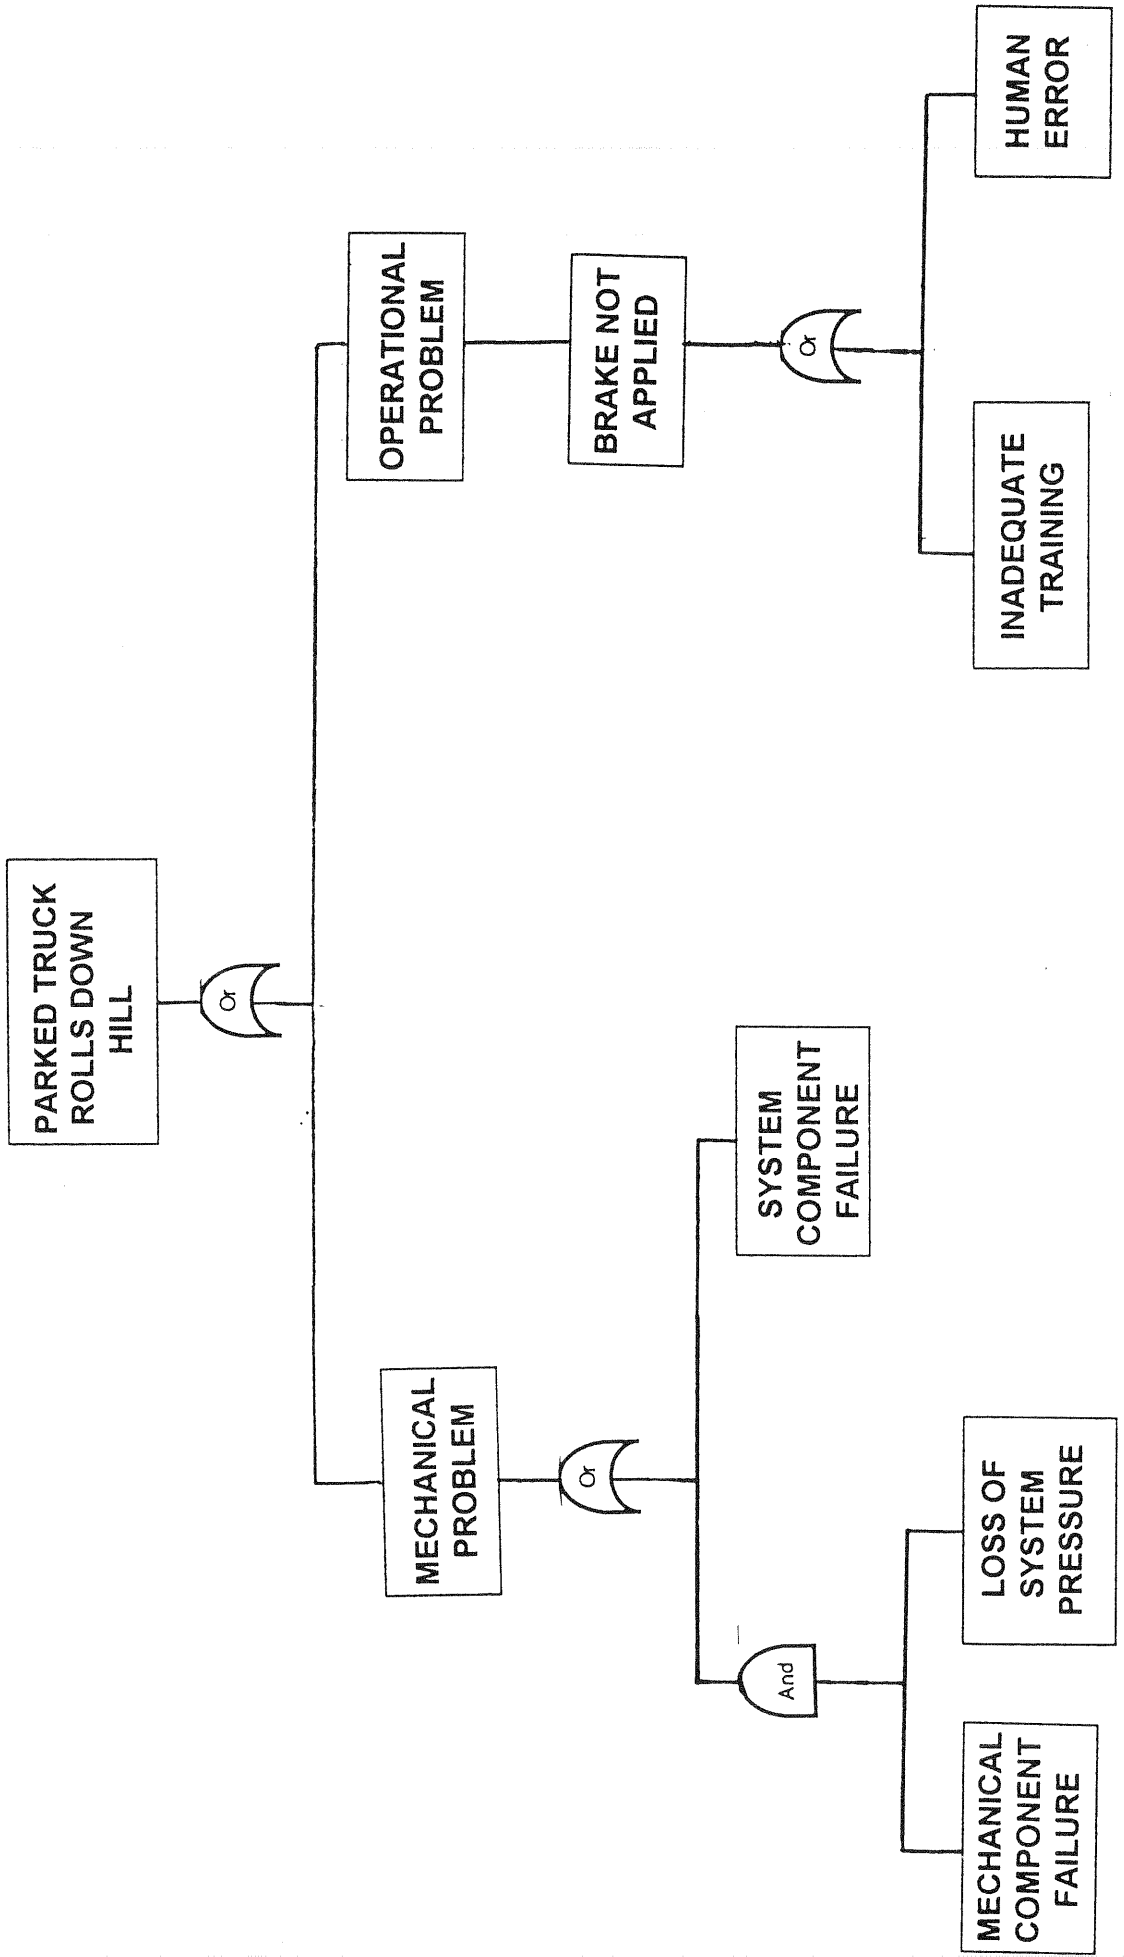 PARKED TRUCK
ROLLS DOWN
HILL
Or
MECHANICAL
PROBLEM
OPERATIONAL
PROBLEM
Or
BRAKE NOT
APPLIED
And
SYSTEM
COMPONENT
FAILURE
Or
MECHANICAL
COMPONENT
FAILURE
LOSS OF
SYSTEM
PRESSURE
INADEQUATE
TRAINING
HUMAN
ERROR